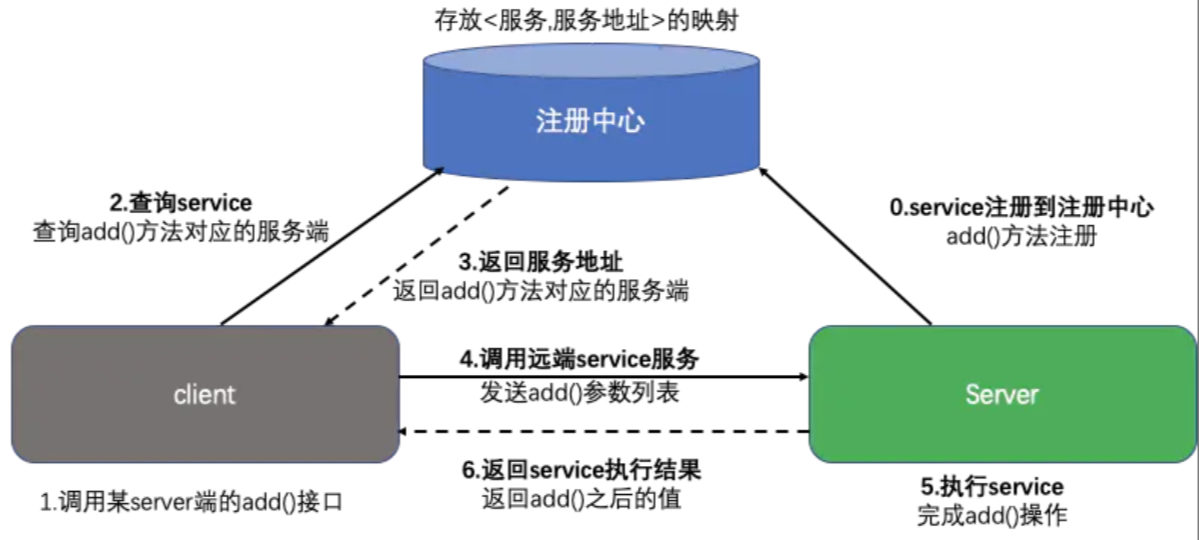 存放<服务,服务地址>的映射
注册中心
2.查询service
查询add()方法对应的服务端
0.service注册到注册中心
add()方法注册
3.返回服务地址
返回add()方法对应的服务端
4.调用远端service服务
发送add()参数列表
client
Server
6.返回service执行结果
返回add()之后的值
1.调用某server端的add()接口
5.执行service
完成add()操作